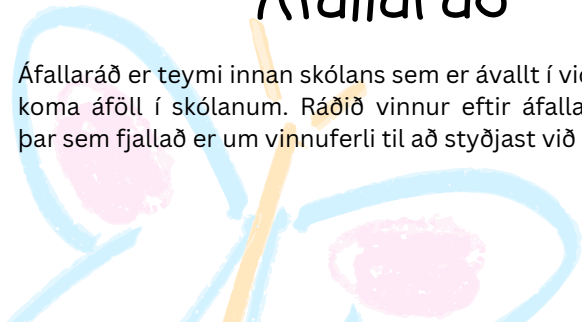 Áfallaráð
Áfallaráð er teymi innan skólans sem er ávallt í
koma áföll í skólanum. Ráðið vinnur eftir
þar sem fjallað er um vinnuferli til að styðjast við